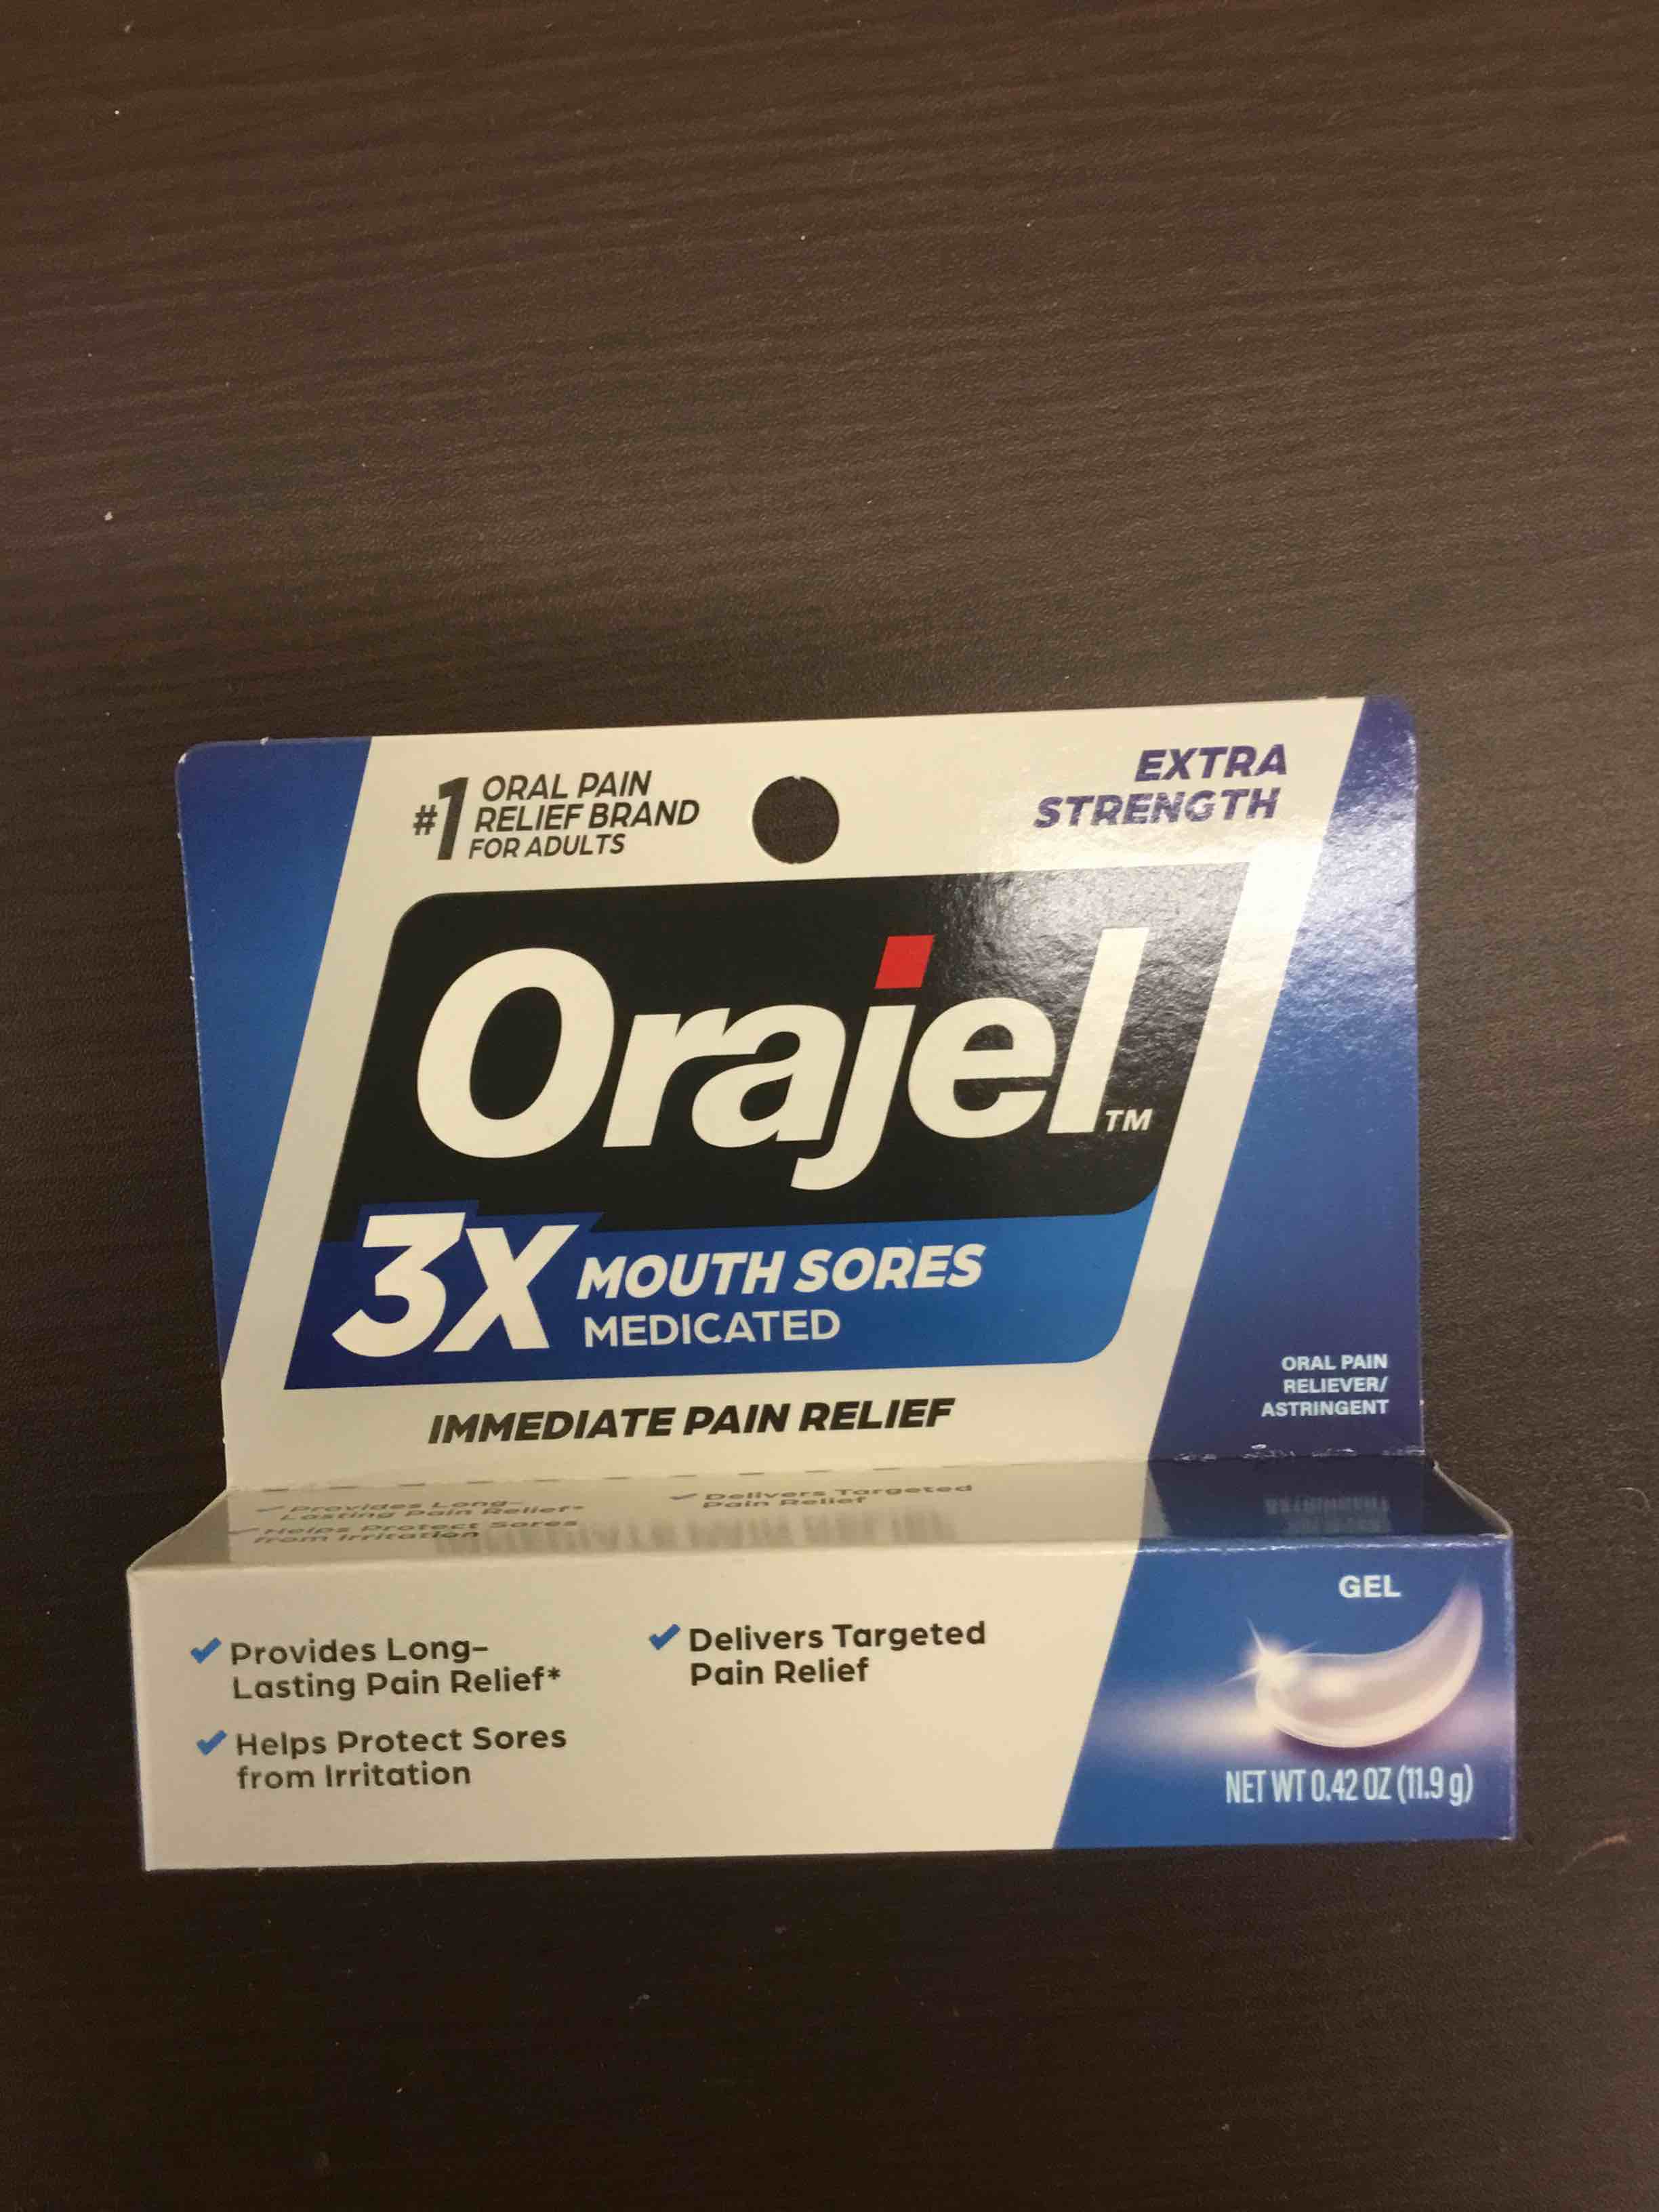 #1 ORAL PAIN
RELIEF BRAND
FOR ADULTS
EXTRA
STRENGTH
Orajel™
3X MOUTH SORES
MEDICATED
IMMEDIATE PAIN RELIEF
ORAL PAIN
RELIEVER/
ASTRINGENT
✓ Provides Long-
Lasting Pain Relief*
✓ Helps Protect Sores
from Irritation
✓ Delivers Targeted
Pain Relief
GEL
NET WT 0.42 OZ (11.9 g)